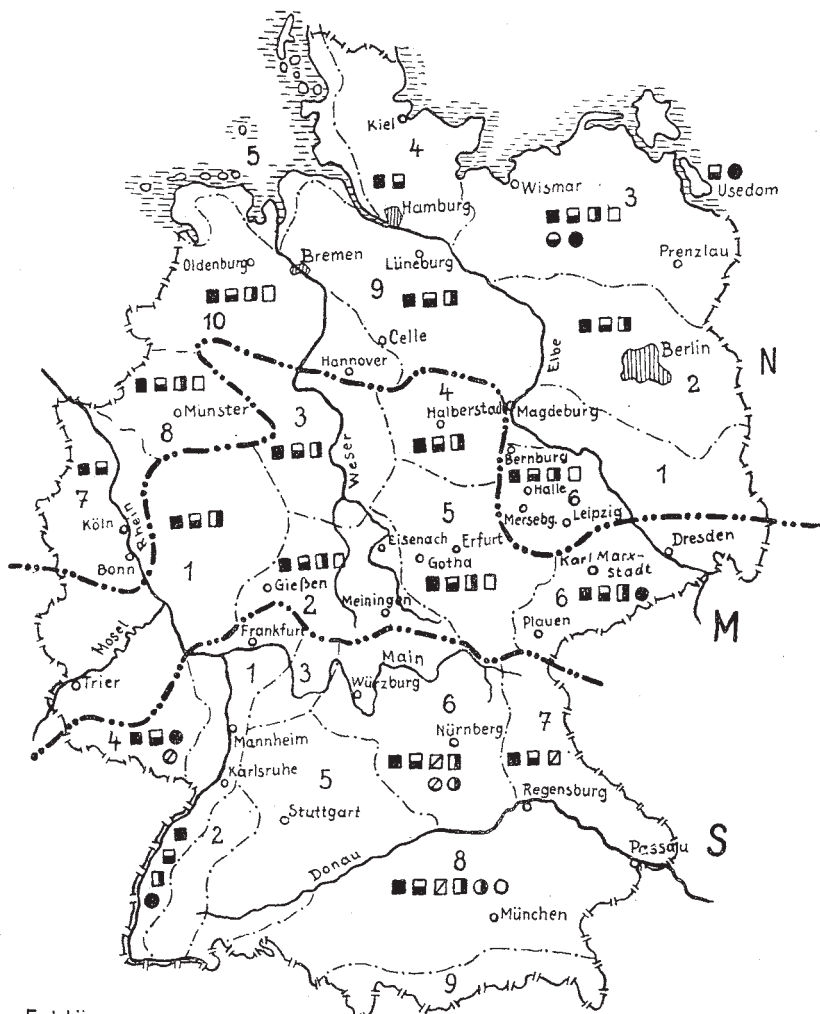 Kiel
4
5
Wismar
3
Usedom
Hamburg
Prenzlau
Oldenburg
Bremen
Lüneburg
9
10
Celle
Hannover
Elbe
Berlin
2
N
4
Halberstadt
Magdeburg
Münster
8
3
Weser
Bernburg
Halle
6
1
7
Köln
Rhein
Bonn
5
Mersebg.
Leipzig
Eisenach
Erfurt
Gotha
Dresden
Karl Marx-
stadt
1
Gießen
2
Meiningen
6
Plauen
M
Mosel
Frankfurt
Main
Trier
1
3
Würzburg
6
7
4
Mannheim
Nürnberg
Karlsruhe
5
Stuttgart
Regensburg
2
Donau
8
Passau
S
München
9